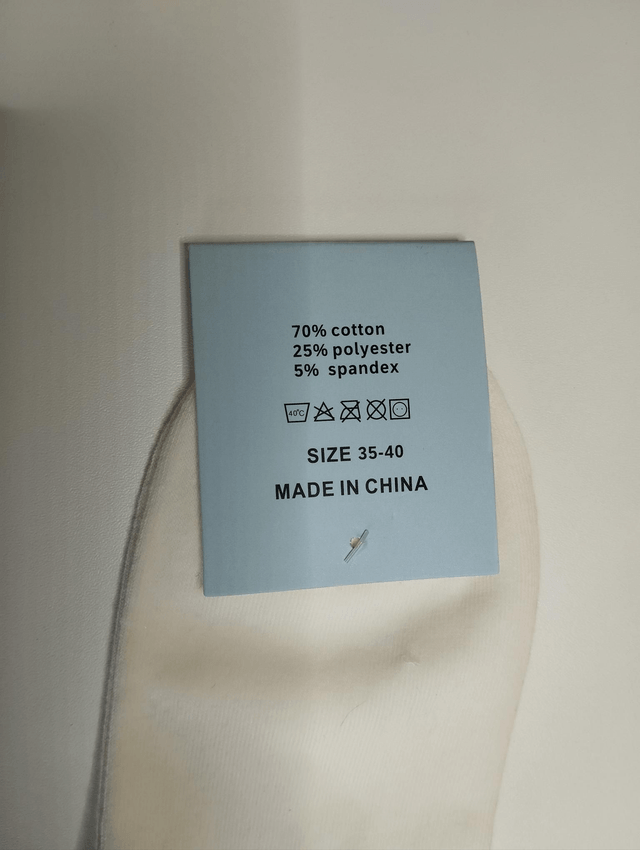 70% cotton
25% polyester
5% spandex
40℃
SIZE 35-40
MADE IN CHINA